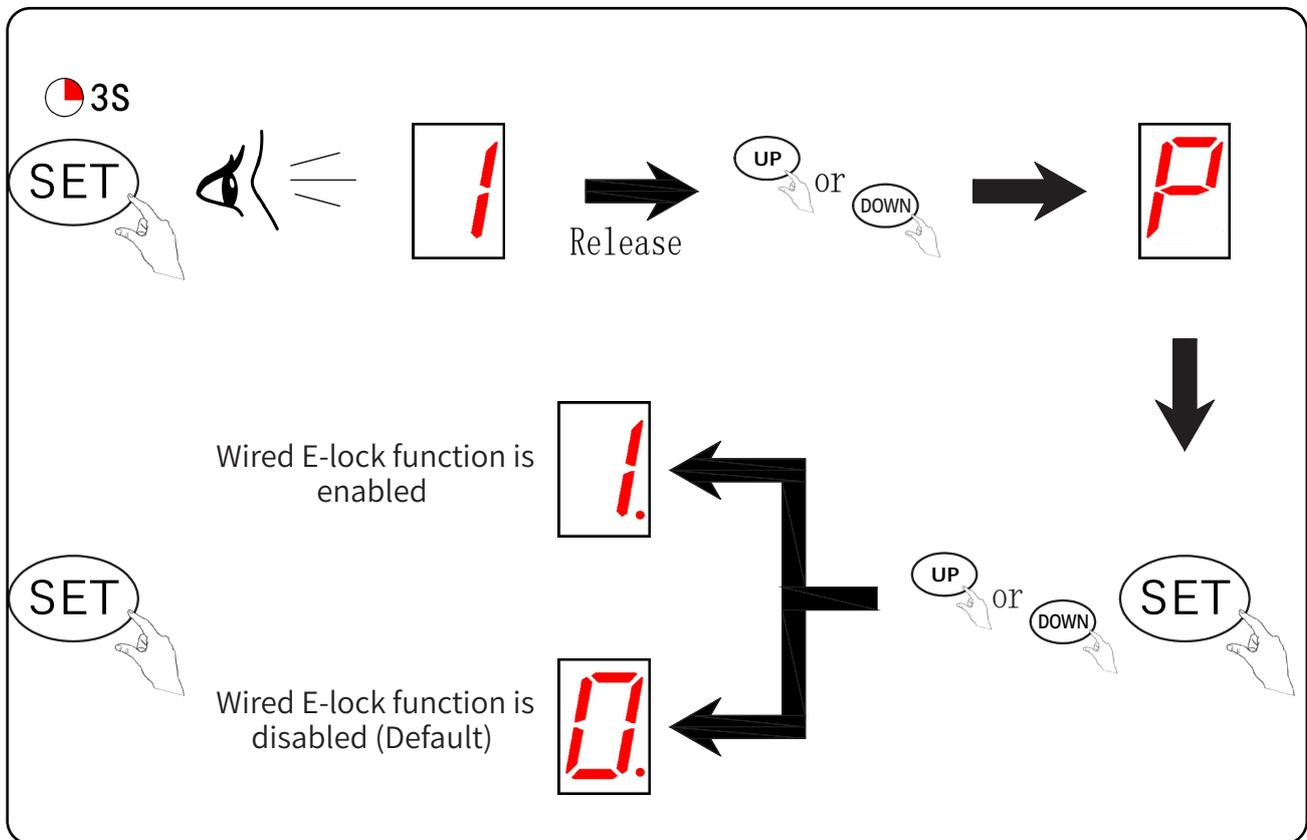 3S
SET
1
Release
UP
or
DOWN
P
Wired E-lock function is
enabled
1.
SET
UP
or
DOWN
SET
Wired E-lock function is
disabled (Default)
0.